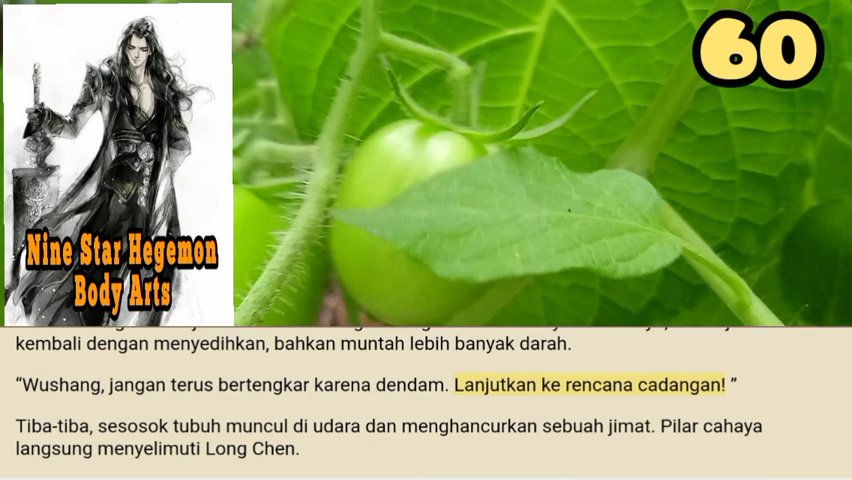 60
Nine Star Hegemon
Body Arts
kembali dengan menyedihkan, bahkan muntah lebih banyak darah.
“Wushang, jangan terus bertengkar karena dendam. Lanjutkan ke rencana cadangan! ”
Tiba-tiba, sesosok tubuh muncul di udara dan menghancurkan sebuah jimat. Pilar cahaya
langsung menyelimuti Long Chen.